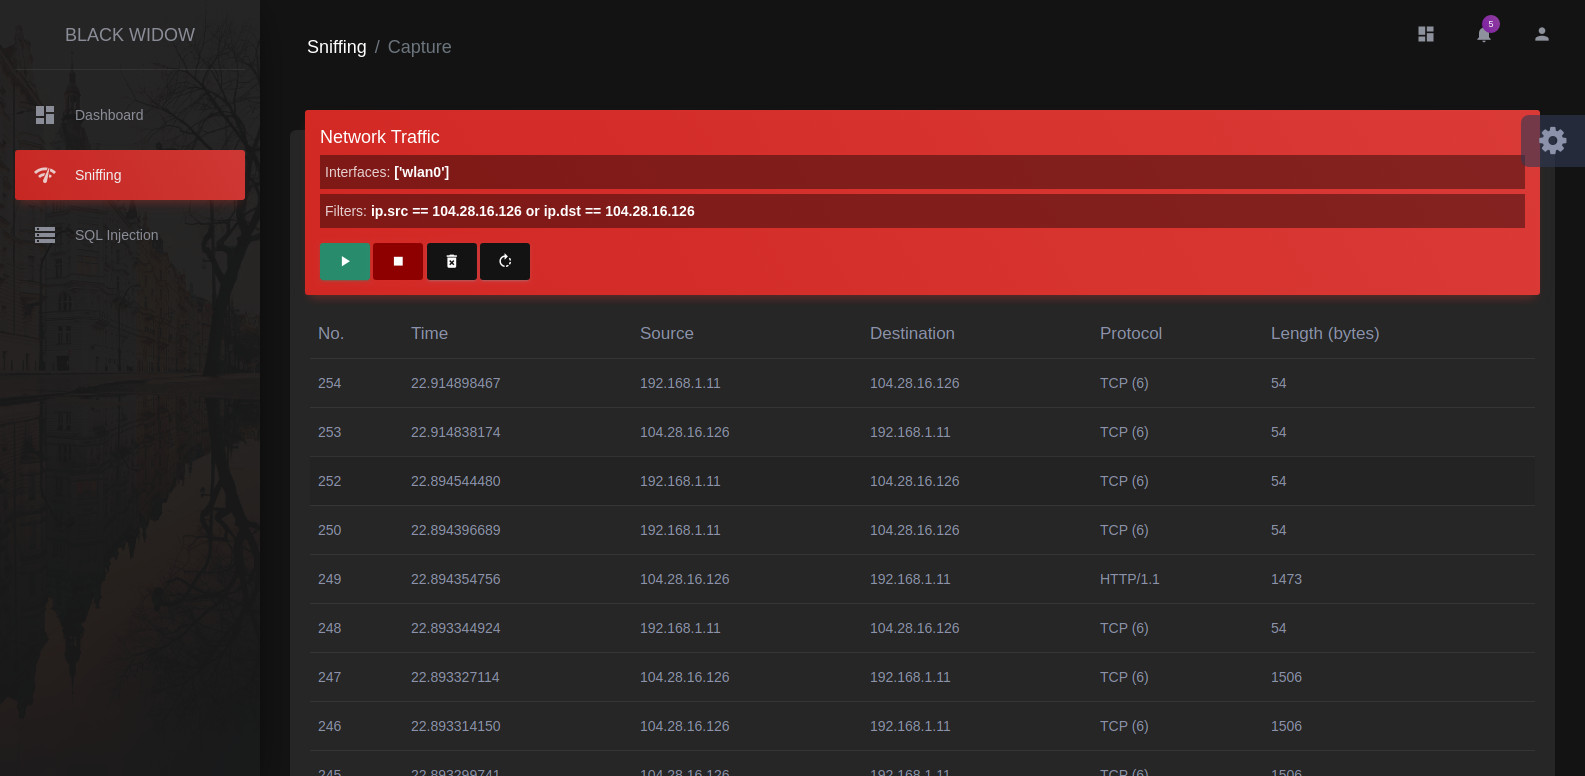 BLACK WIDOW
Dashboard
Sniffing
SQL Injection
Sniffing / Capture
5
Network Traffic
Interfaces: ['wlan0']
Filters: ip.src == 104.28.16.126 or ip.dst == 104.28.16.126
No. Time Source Destination Protocol Length (bytes)
254 22.914898467 192.168.1.11 104.28.16.126 TCP (6) 54
253 22.914838174 104.28.16.126 192.168.1.11 TCP (6) 54
252 22.894544480 192.168.1.11 104.28.16.126 TCP (6) 54
250 22.894396689 192.168.1.11 104.28.16.126 TCP (6) 54
249 22.894354756 104.28.16.126 192.168.1.11 HTTP/1.1 1473
248 22.893344924 192.168.1.11 104.28.16.126 TCP (6) 54
247 22.893327114 104.28.16.126 192.168.1.11 TCP (6) 1506
246 22.893314150 104.28.16.126 192.168.1.11 TCP (6) 1506
245 22.893299741 104.28.16.126 192.168.1.11 TCP (6) 1506